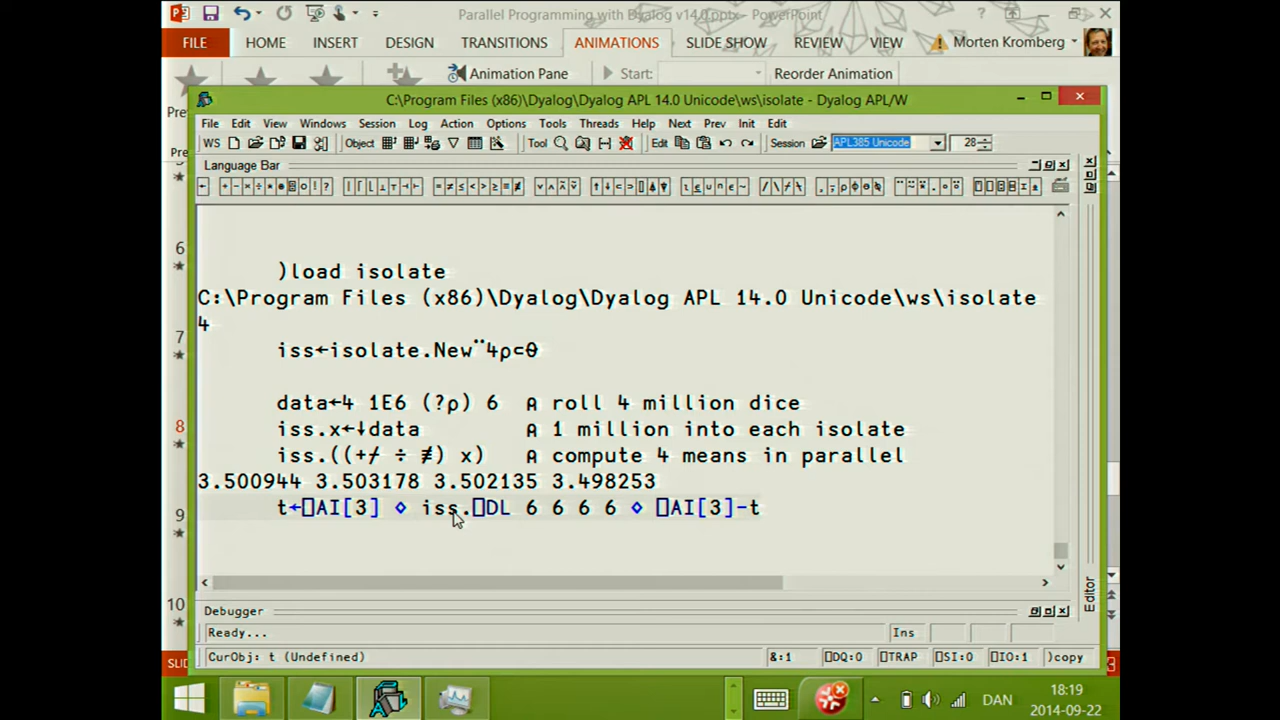 Parallel Programming with Dyalog v14.0.pptx - PowerPoint
FILE HOME INSERT DESIGN TRANSITIONS ANIMATIONS SLIDE SHOW REVIEW VIEW Morten Kromberg
Animation Pane Start: Reorder Animation
C:\Program Files (x86)\Dyalog\Dyalog APL 14.0 Unicode\ws\isolate - Dyalog APL/W
File Edit View Windows Session Log Action Options Tools Threads Help Next Prev Init Edit
WS Object Tool Edit Session APL385 Unicode 28
Language Bar
)load isolate
C:\Program Files (x86)\Dyalog\Dyalog APL 14.0 Unicode\ws\isolate
4
iss←isolate.New¨4⍴⊂⍬
data←4 1E6 (?⍴) 6 ⍝ roll 4 million dice
iss.x←↓data ⍝ 1 million into each isolate
iss.((+⌿ ÷ ≢) x) ⍝ compute 4 means in parallel
3.500944 3.503178 3.502135 3.498253
t←⎕AI[3] ⋄ iss.⎕DL 6 6 6 6 ⋄ ⎕AI[3]-t
6
7
8
9
10
Editor
Debugger
Ready... Ins
CurObj: t (Undefined) &:1 ⎕DQ:0 ⎕TRAP ⎕SI:0 ⎕IO:1 )copy
DAN 18:19
2014-09-22